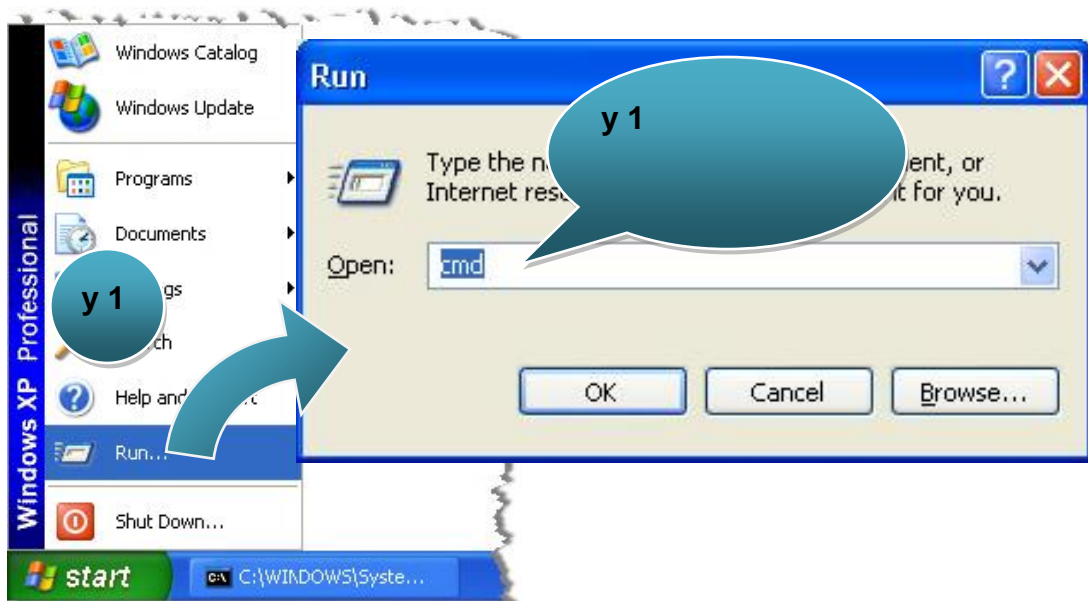 Windows Catalog
Windows Update
Programs
Documents
gs
ch
Help and
Run...
Shut Down...
Windows XP Professional
start
C:\WINDOWS\Syste...
y 1
Run
y 1
Type the n ent, or
Internet res t for you.
Open: cmd
OK Cancel Browse...